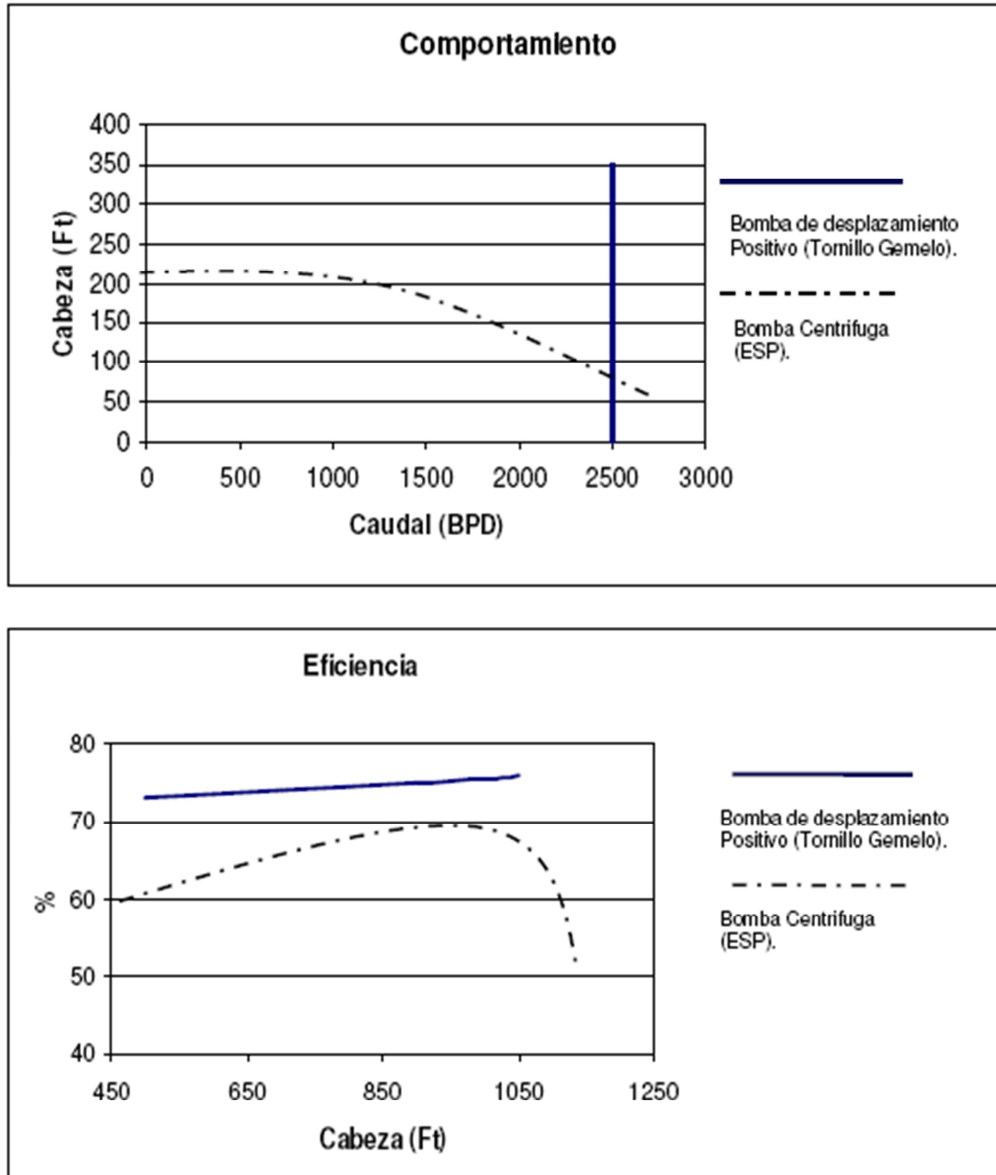 Comportamiento
400
350
300
250
200
150
100
50
0
Cabeza (Ft)
0 500 1000 1500 2000 2500 3000
Caudal (BPD)
Bomba de desplazamiento
Positivo (Tornillo Gemelo).
Bomba Centrifuga
(ESP).
Eficiencia
80
70
60
50
40
%
450 650 850 1050 1250
Cabeza (Ft)
Bomba de desplazamiento
Positivo (Tornillo Gemelo).
Bomba Centrifuga
(ESP).